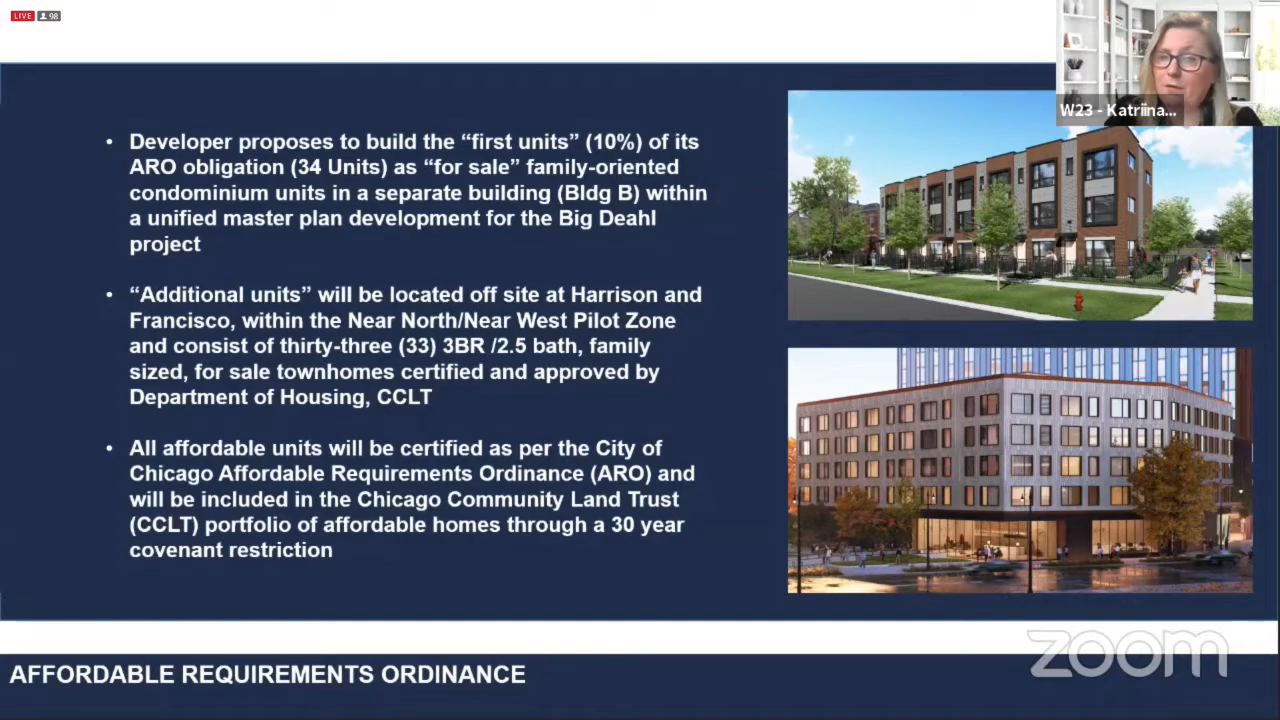 LIVE 98
W23 - Katriina...
• Developer proposes to build the “first units” (10%) of its
ARO obligation (34 Units) as “for sale” family-oriented
condominium units in a separate building (Bldg B) within
a unified master plan development for the Big Deahl
project
• “Additional units” will be located off site at Harrison and
Francisco, within the Near North/Near West Pilot Zone
and consist of thirty-three (33) 3BR /2.5 bath, family
sized, for sale townhomes certified and approved by
Department of Housing, CCLT
• All affordable units will be certified as per the City of
Chicago Affordable Requirements Ordinance (ARO) and
will be included in the Chicago Community Land Trust
(CCLT) portfolio of affordable homes through a 30 year
covenant restriction
zoom
AFFORDABLE REQUIREMENTS ORDINANCE